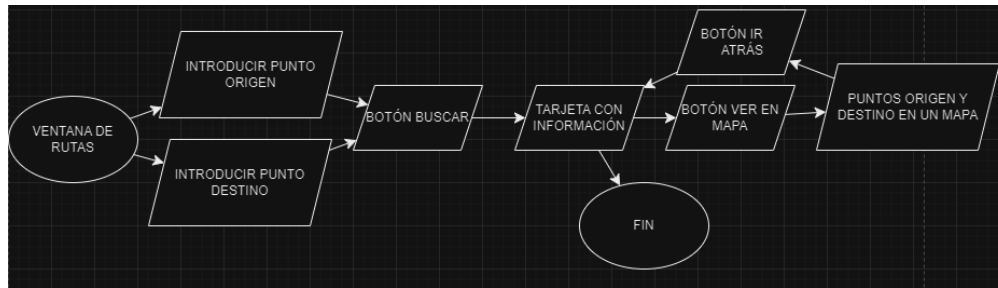 VENTANA DE
RUTAS
INTRODUCIR PUNTO
ORIGEN
INTRODUCIR PUNTO
DESTINO
BOTÓN BUSCAR
TARJETA CON
INFORMACIÓN
BOTÓN VER EN
MAPA
PUNTOS ORIGEN Y
DESTINO EN UN MAPA
BOTÓN IR
ATRÁS
FIN